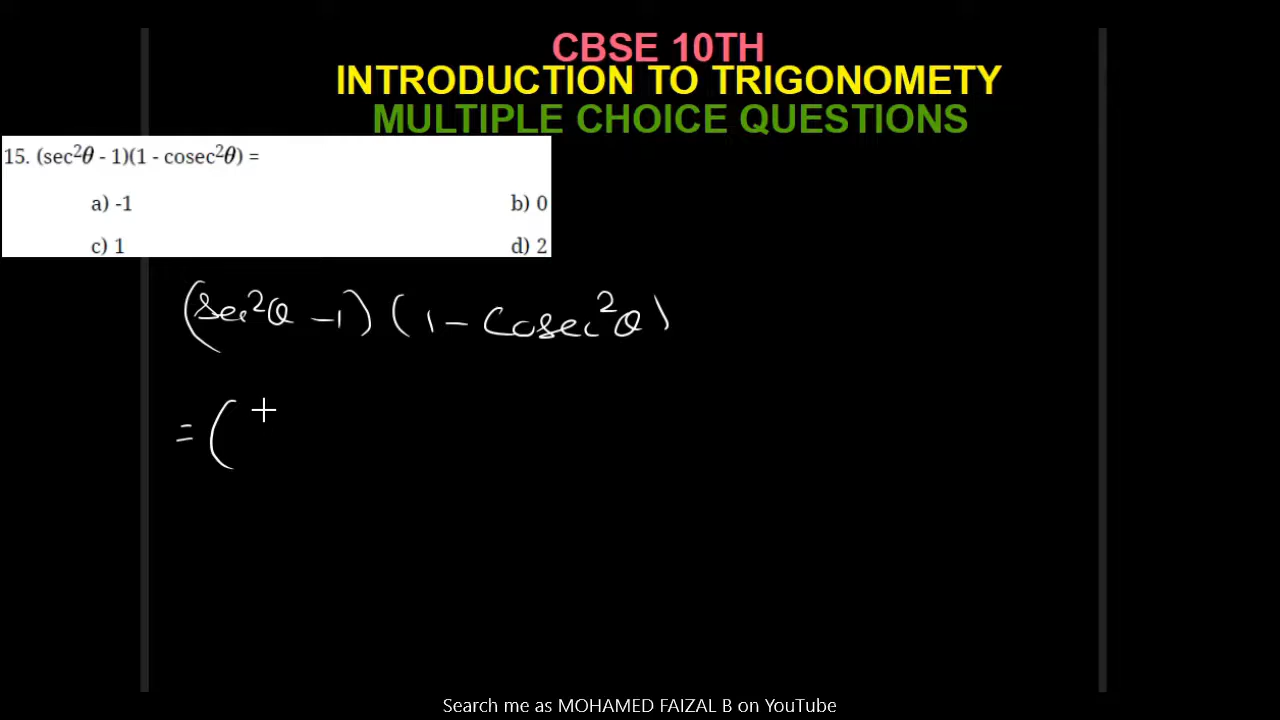 CBSE 10TH
INTRODUCTION TO TRIGONOMETY
MULTIPLE CHOICE QUESTIONS
15. (sec²θ - 1)(1 - cosec²θ) =
a) -1 b) 0
c) 1 d) 2
(sec²θ -1) (1 - cosec²θ)
= (
Search me as MOHAMED FAIZAL B on YouTube